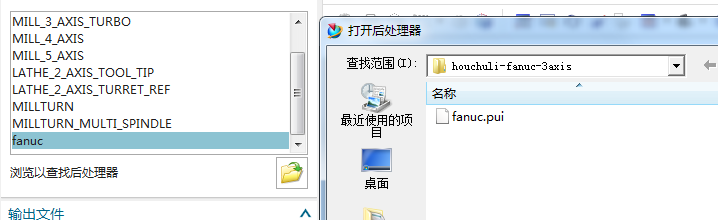 MILL_3_AXIS_TURBO
MILL_4_AXIS
MILL_5_AXIS
LATHE_2_AXIS_TOOL_TIP
LATHE_2_AXIS_TURRET_REF
MILLTURN
MILLTURN_MULTI_SPINDLE
fanuc
浏览以查找后处理器
输出文件
打开后处理器
查找范围(I):
houchuli-fanuc-3axis
最近使用的项
目
桌面
名称
fanuc.pui